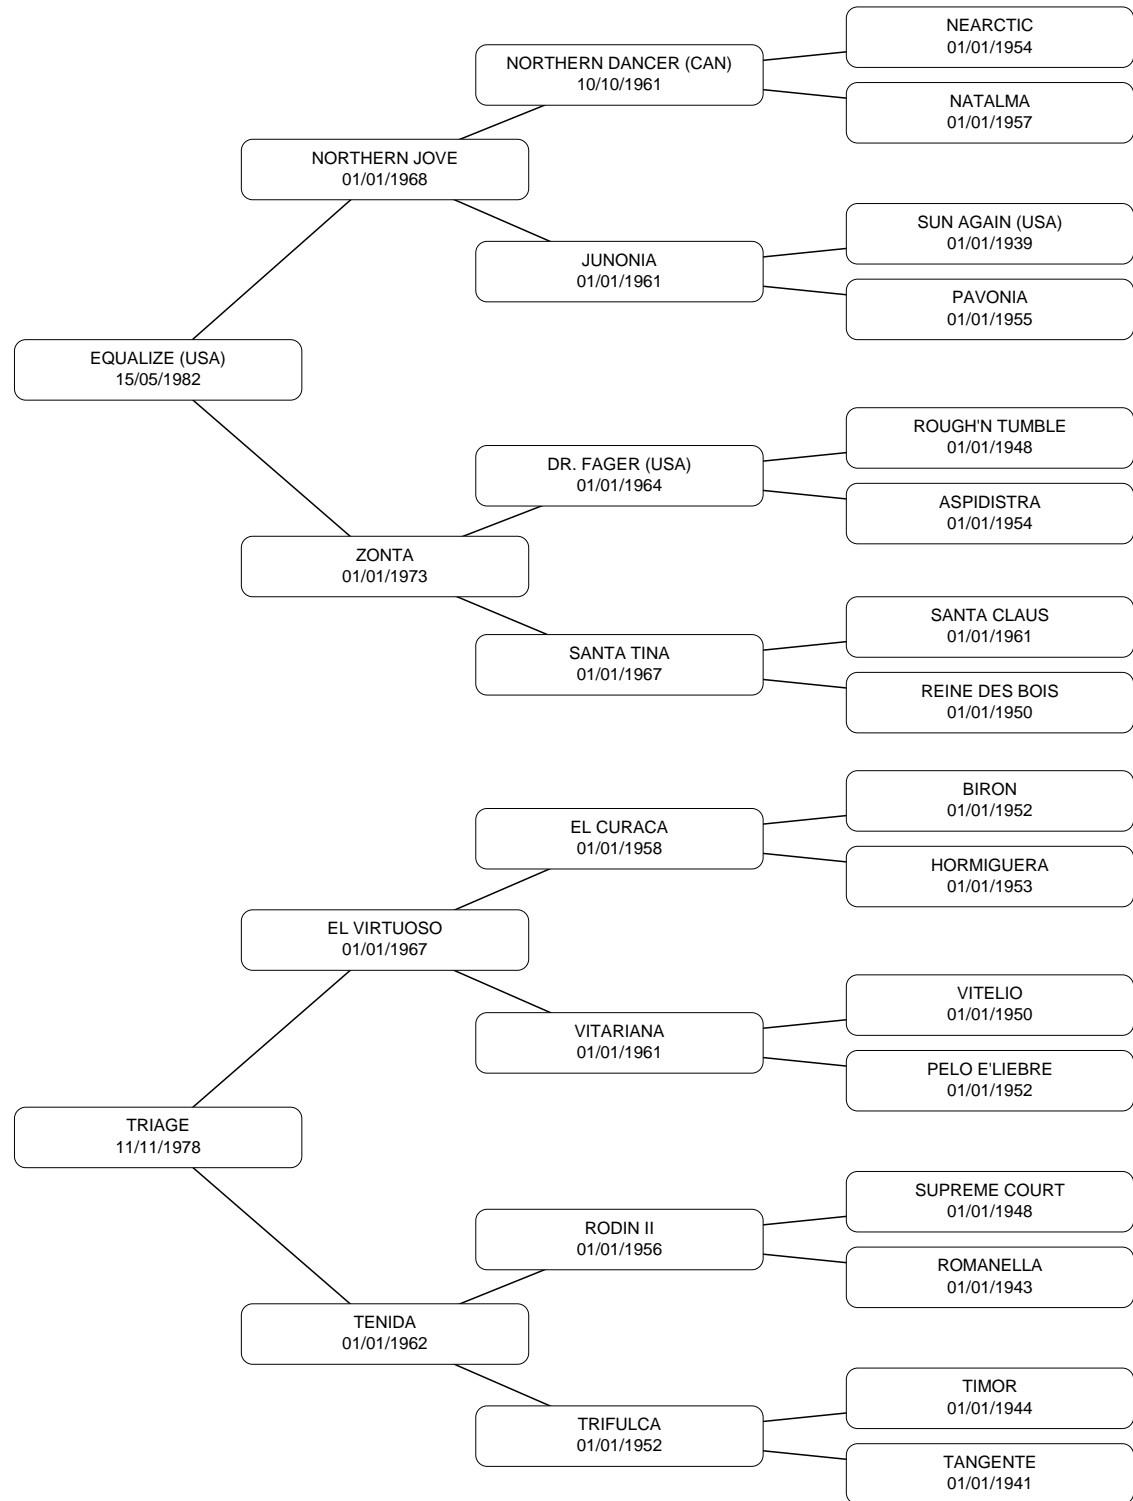 NEARCTIC
01/01/1954
NORTHERN DANCER (CAN)
10/10/1961
NATALMA
01/01/1957
NORTHERN JOVE
01/01/1968
SUN AGAIN (USA)
01/01/1939
JUNONIA
01/01/1961
PAVONIA
01/01/1955
EQUALIZE (USA)
15/05/1982
ROUGH'N TUMBLE
01/01/1948
DR. FAGER (USA)
01/01/1964
ASPIDISTRA
01/01/1954
ZONTA
01/01/1973
SANTA CLAUS
01/01/1961
SANTA TINA
01/01/1967
REINE DES BOIS
01/01/1950
BIRON
01/01/1952
EL CURACA
01/01/1958
HORMIGUERA
01/01/1953
EL VIRTUOSO
01/01/1967
VITELIO
01/01/1950
VITARIANA
01/01/1961
PELO E'LIEBRE
01/01/1952
TRIAGE
11/11/1978
SUPREME COURT
01/01/1948
RODIN II
01/01/1956
ROMANELLA
01/01/1943
TENIDA
01/01/1962
TIMOR
01/01/1944
TRIFULCA
01/01/1952
TANGENTE
01/01/1941